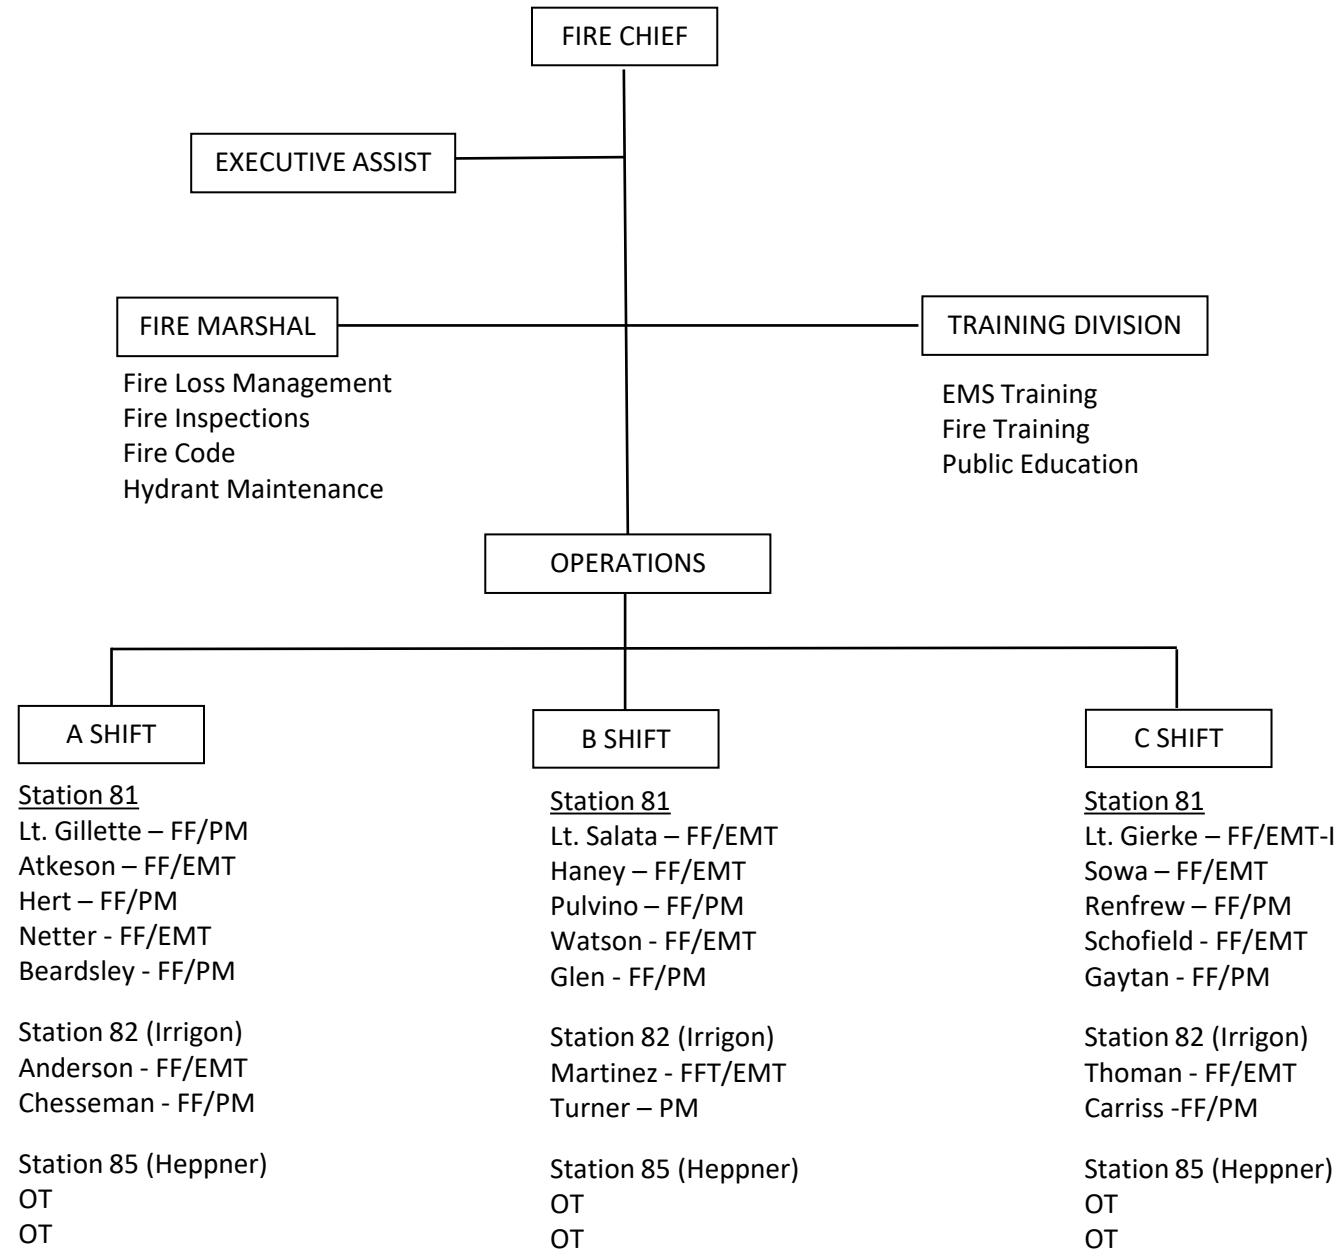 FIRE CHIEF
EXECUTIVE ASSIST
FIRE MARSHAL
Fire Loss Management
Fire Inspections
Fire Code
Hydrant Maintenance
TRAINING DIVISION
EMS Training
Fire Training
Public Education
OPERATIONS
A SHIFT
Station 81
Lt. Gillette – FF/PM
Atkeson – FF/EMT
Hert – FF/PM
Netter - FF/EMT
Beardsley - FF/PM
Station 82 (Irrigon)
Anderson - FF/EMT
Chesseman - FF/PM
Station 85 (Heppner)
OT
OT
B SHIFT
Station 81
Lt. Salata – FF/EMT
Haney – FF/EMT
Pulvino – FF/PM
Watson - FF/EMT
Glen - FF/PM
Station 82 (Irrigon)
Martinez - FFT/EMT
Turner – PM
Station 85 (Heppner)
OT
OT
C SHIFT
Station 81
Lt. Gierke – FF/EMT-I
Sowa – FF/EMT
Renfrew – FF/PM
Schofield - FF/EMT
Gaytan - FF/PM
Station 82 (Irrigon)
Thoman - FF/EMT
Carriss -FF/PM
Station 85 (Heppner)
OT
OT